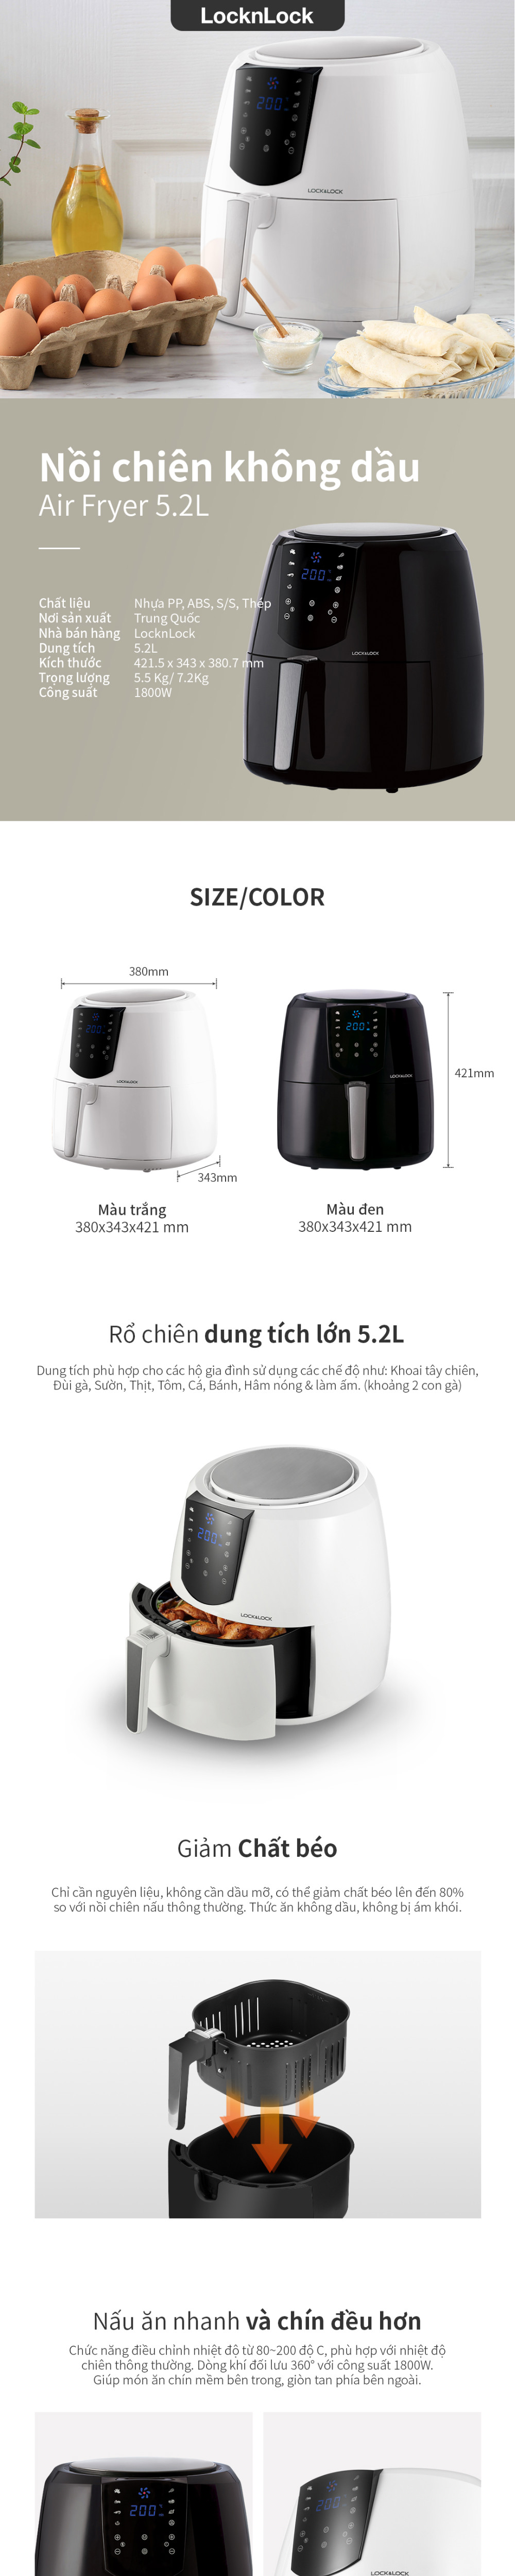 LocknLock
200
LOCK&LOCK
Nồi chiên không dầu
Air Fryer 5.2L
200
Chất liệu Nhựa PP, ABS, S/S, Thép
Nơi sản xuất Trung Quốc
Nhà bán hàng LocknLock
LOCK&LOCK
Dung tích 5.2L
Kích thước 421.5 x 343 x 380.7 mm
Trọng lượng 5.5 Kg/ 7.2Kg
Công suất 1800W
SIZE/COLOR
380mm
200
200
421mm
LOCK&LOCK
LOCK&LOCK
343mm
Màu trắng
380x343x421 mm
Màu đen
380x343x421 mm
Rổ chiên dung tích lớn 5.2L
Dung tích phù hợp cho các hộ gia đình sử dụng các chế độ như: Khoai tây chiên,
Đùi gà, Sườn, Thịt, Tôm, Cá, Bánh, Hâm nóng & làm ấm. (khoảng 2 con gà)
200
LOCK&LOCK
Giảm Chất béo
Chỉ cần nguyên liệu, không cần dầu mỡ, có thể giảm chất béo lên đến 80%
so với nồi chiên nấu thông thường. Thức ăn không dầu, không bị ám khói.
Nấu ăn nhanh và chín đều hơn
Chức năng điều chỉnh nhiệt độ từ 80~200 độ C, phù hợp với nhiệt độ
chiên thông thường. Dòng khí đối lưu 360° với công suất 1800W.
Giúp món ăn chín mềm bên trong, giòn tan phía bên ngoài.
200
200
LOCK&LOCK